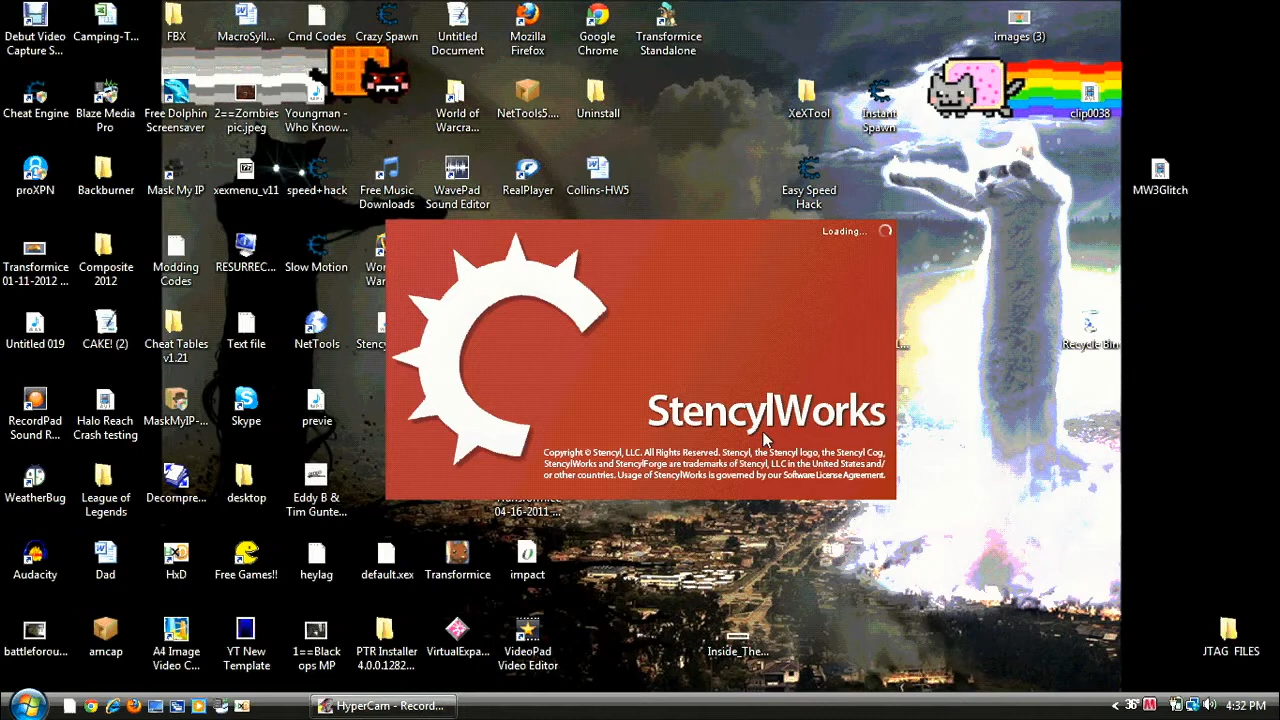 Debut Video
Capture S...
Camping-T...
FBX
MacroSyll...
Cmd Codes
Crazy Spawn
Untitled
Document
Mozilla
Firefox
Google
Chrome
Transformice
Standalone
images (3)
Cheat Engine
Blaze Media
Pro
Free Dolphin
Screensaver
2==Zombies
pic.jpeg
Youngman -
Who Know...
World of
Warcra...
NetTools5....
Uninstall
XeXTool
Instant
Spawn
clip0038
proXPN
Backburner
Mask My IP
xexmenu_v11
speed+hack
Free Music
Downloads
WavePad
Sound Editor
RealPlayer
Collins-HW5
Easy Speed
Hack
MW3Glitch
Transformice
01-11-2012 ...
Composite
2012
Modding
Codes
RESURREC...
Slow Motion
Loading...
Untitled 019
CAKE! (2)
Cheat Tables
v1.21
Text file
NetTools
Recycle Bin
RecordPad
Sound R...
Halo Reach
Crash testing
MaskMyIP-...
Skype
previe
StencylWorks
Copyright © Stencyl, LLC. All Rights Reserved. Stencyl, the Stencyl logo, the Stencyl Cog,
StencylWorks and StencylForge are trademarks of Stencyl, LLC in the United States and/
or other countries. Usage of StencylWorks is governed by our Software License Agreement.
WeatherBug
League of
Legends
Decompre...
desktop
Eddy B &
Tim Gunte...
Transformice
04-16-2011 ...
Audacity
Dad
HxD
Free Games!!
heylag
default.xex
Transformice
impact
battleforou...
amcap
A4 Image
Video C...
YT New
Template
1==Black
ops MP
PTR Installer
4.0.0.1282...
VirtualExpa...
VideoPad
Video Editor
Inside_The...
JTAG FILES
HyperCam - Record...
36°
4:32 PM